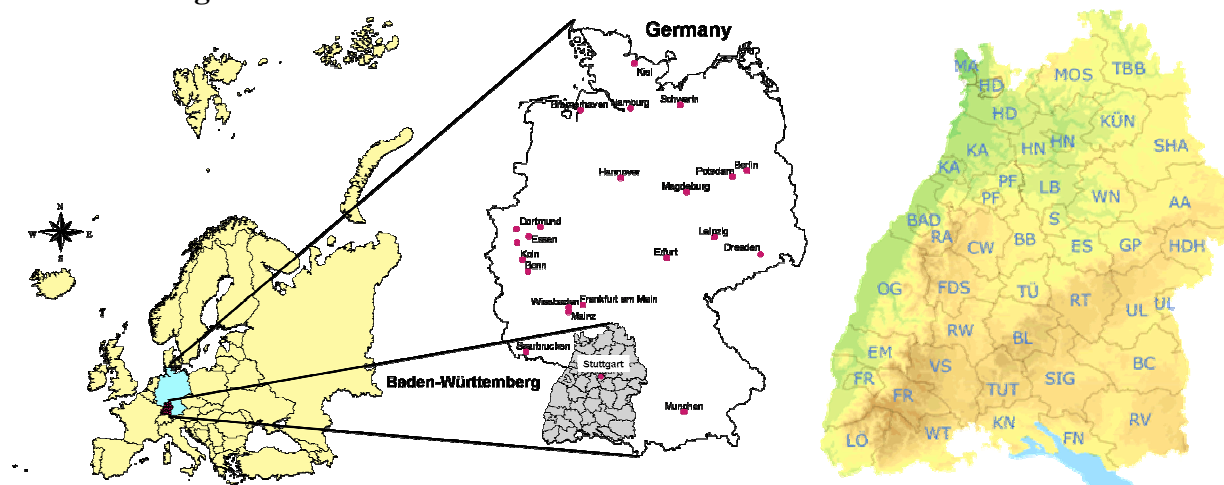 Germany
Kiel
Bremerhaven
Hamburg
Schwerin
Hannover
Potsdam
Berlin
Magdeburg
Dortmund
Essen
Koln
Bonn
Leipzig
Dresden
Erfurt
Wiesbaden
Frankfurt am Main
Mainz
Saarbrucken
Stuttgart
Baden-Württemberg
Munchen
N
W
E
S
MA
HD
MOS
TBB
HD
KÜN
KA
HN
HN
SHA
KA
PF
LB
PF
WN
AA
BAD
S
RA
CW
BB
ES
GP
HDH
OG
FDS
TÜ
RT
UL
UL
RW
BL
EM
VS
BC
FR
FR
TUT
SIG
LÖ
WT
KN
FN
RV